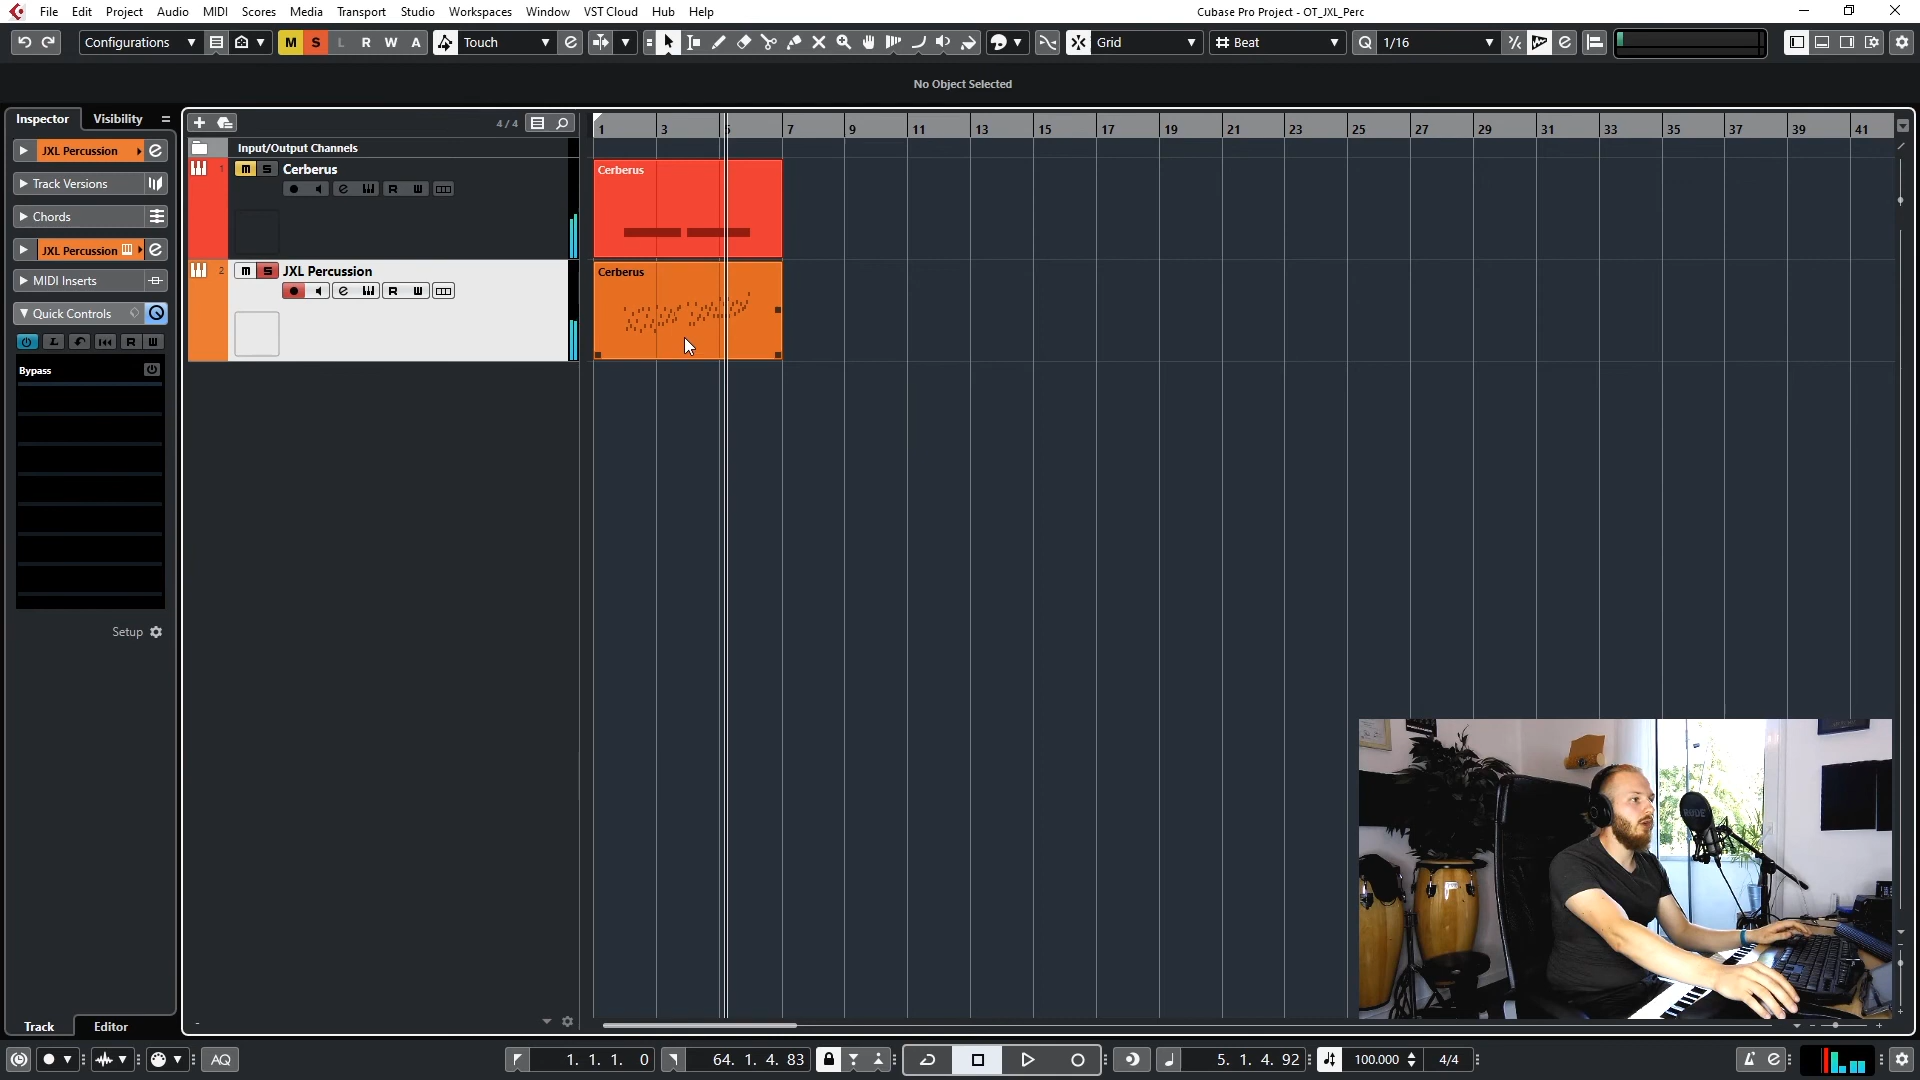 File Edit Project Audio MIDI Scores Media Transport Studio Workspaces Window VST Cloud Hub Help
Cubase Pro Project - OT_JXL_Perc
Configurations M S L R W A Touch Grid Beat Q 1/16
No Object Selected
Inspector Visibility
JXL Percussion
Track Versions
Chords
JXL Percussion
MIDI Inserts
Quick Controls
L R W
Bypass
Setup
Track Editor
4 / 4
Input/Output Channels
1 m S Cerberus
e R W
2 m S JXL Percussion
e R W
1 3 5 7 9 11 13 15 17 19 21 23 25 27 29 31 33 35 37 39 41
Cerberus
Cerberus
RODE
AQ
1. 1. 1. 0
64. 1. 4. 83
5. 1. 4. 92
100.000
4/4